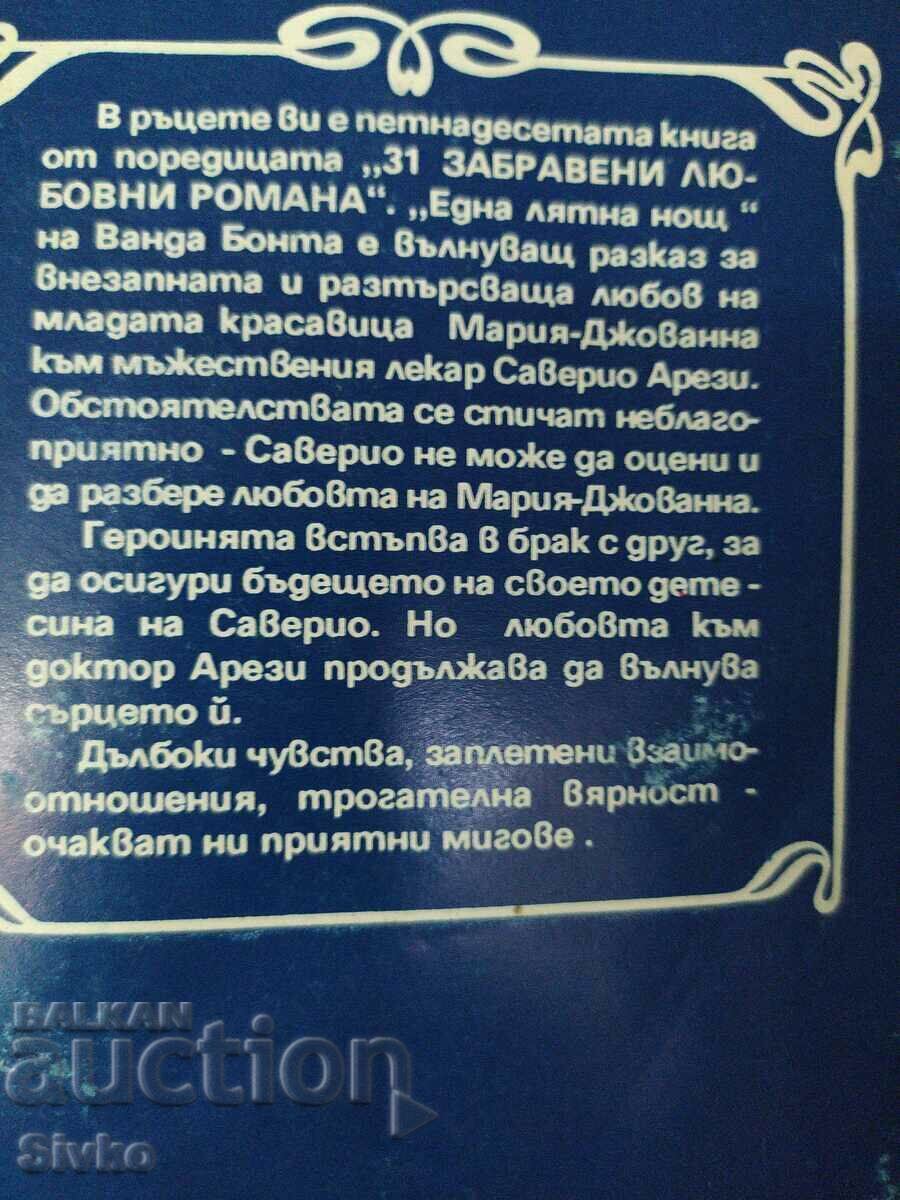 В ръцете ви е петнадесетата книга
от поредицата „31 ЗАБРАВЕНИ ЛЮ-
БОВНИ РОМАНА“. „Една лятна нощ “
на Ванда Бонта е вълнуващ разказ за
внезапната и разтърсваща любов на
младата красавица Мария-Джованна
към мъжествения лекар Саверио Арези.
Обстоятелствата се стичат неблаго-
приятно - Саверио не може да оцени и
да разбере любовта на Мария-Джованна.
Героинята встъпва в брак с друг, за
да осигури бъдещето на своето дете -
сина на Саверио. Но любовта към
доктор Арези продължава да вълнува
сърцето й.
Дълбоки чувства, заплетени взаимо-
отношения, трогателна вярност -
очакват ни приятни мигове .
BALKAN
auction
Sivko